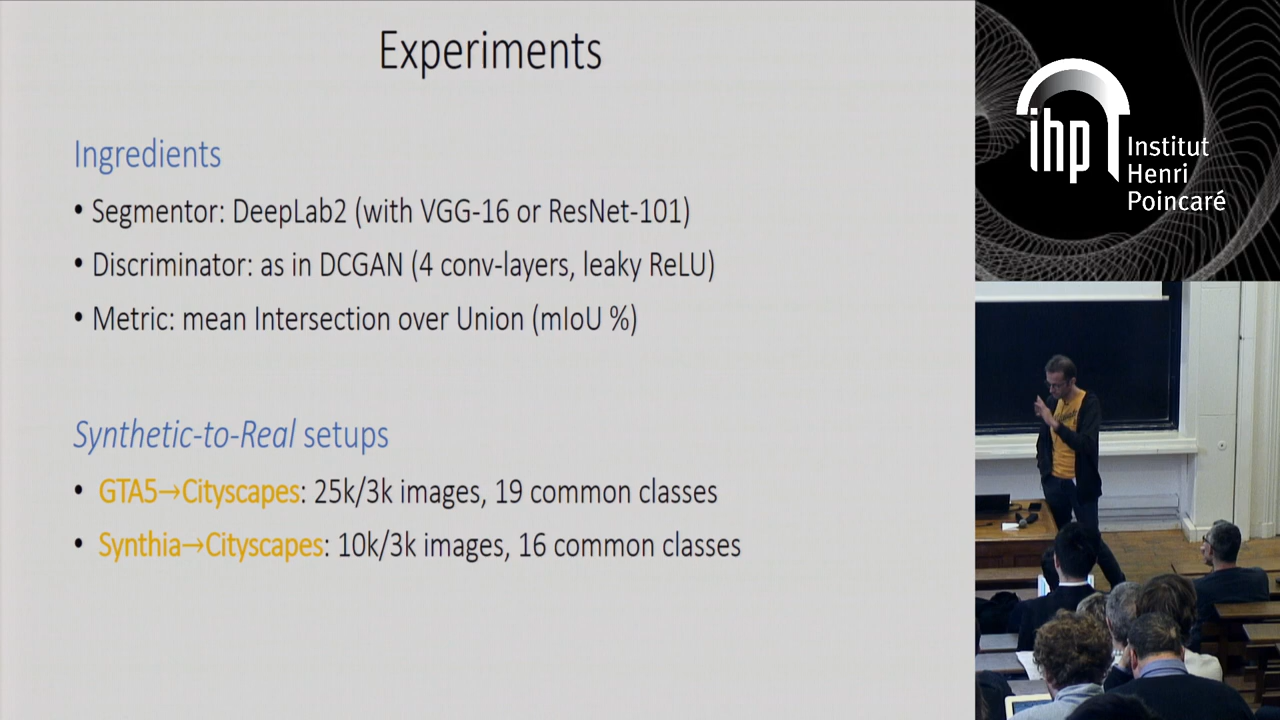 Experiments
Ingredients
• Segmentor: DeepLab2 (with VGG-16 or ResNet-101)
• Discriminator: as in DCGAN (4 conv-layers, leaky ReLU)
• Metric: mean Intersection over Union (mIoU %)
Synthetic-to-Real setups
• GTA5→Cityscapes: 25k/3k images, 19 common classes
• Synthia→Cityscapes: 10k/3k images, 16 common classes
ihp
Institut
Henri
Poincaré